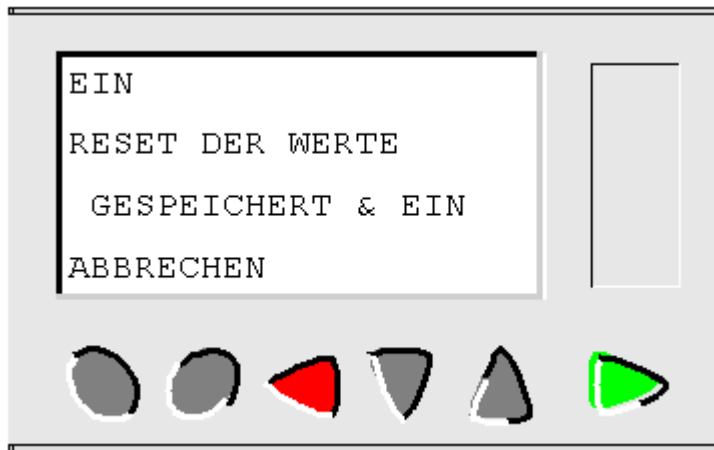 EIN
RESET DER WERTE
GESPEICHERT & EIN
ABBRECHEN